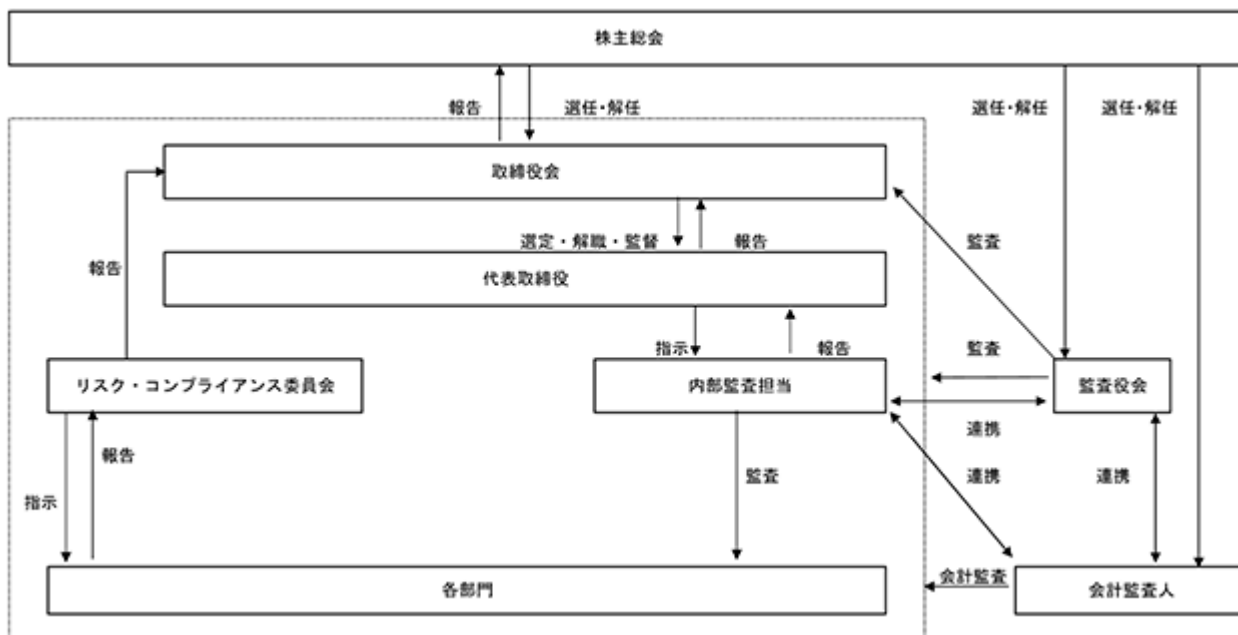 株主総会
報告
選任・解任
選任・解任
選任・解任
取締役会
選定・解職・監督
報告
監査
報告
代表取締役
指示
報告
監査
リスク・コンプライアンス委員会
内部監査担当
監査役会
連携
報告
指示
監査
連携
連携
各部門
会計監査
会計監査人